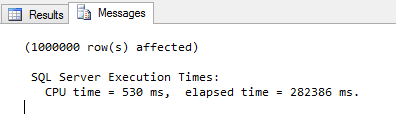 Results Messages
(1000000 row(s) affected)
SQL Server Execution Times:
CPU time = 530 ms,  elapsed time = 282386 ms.